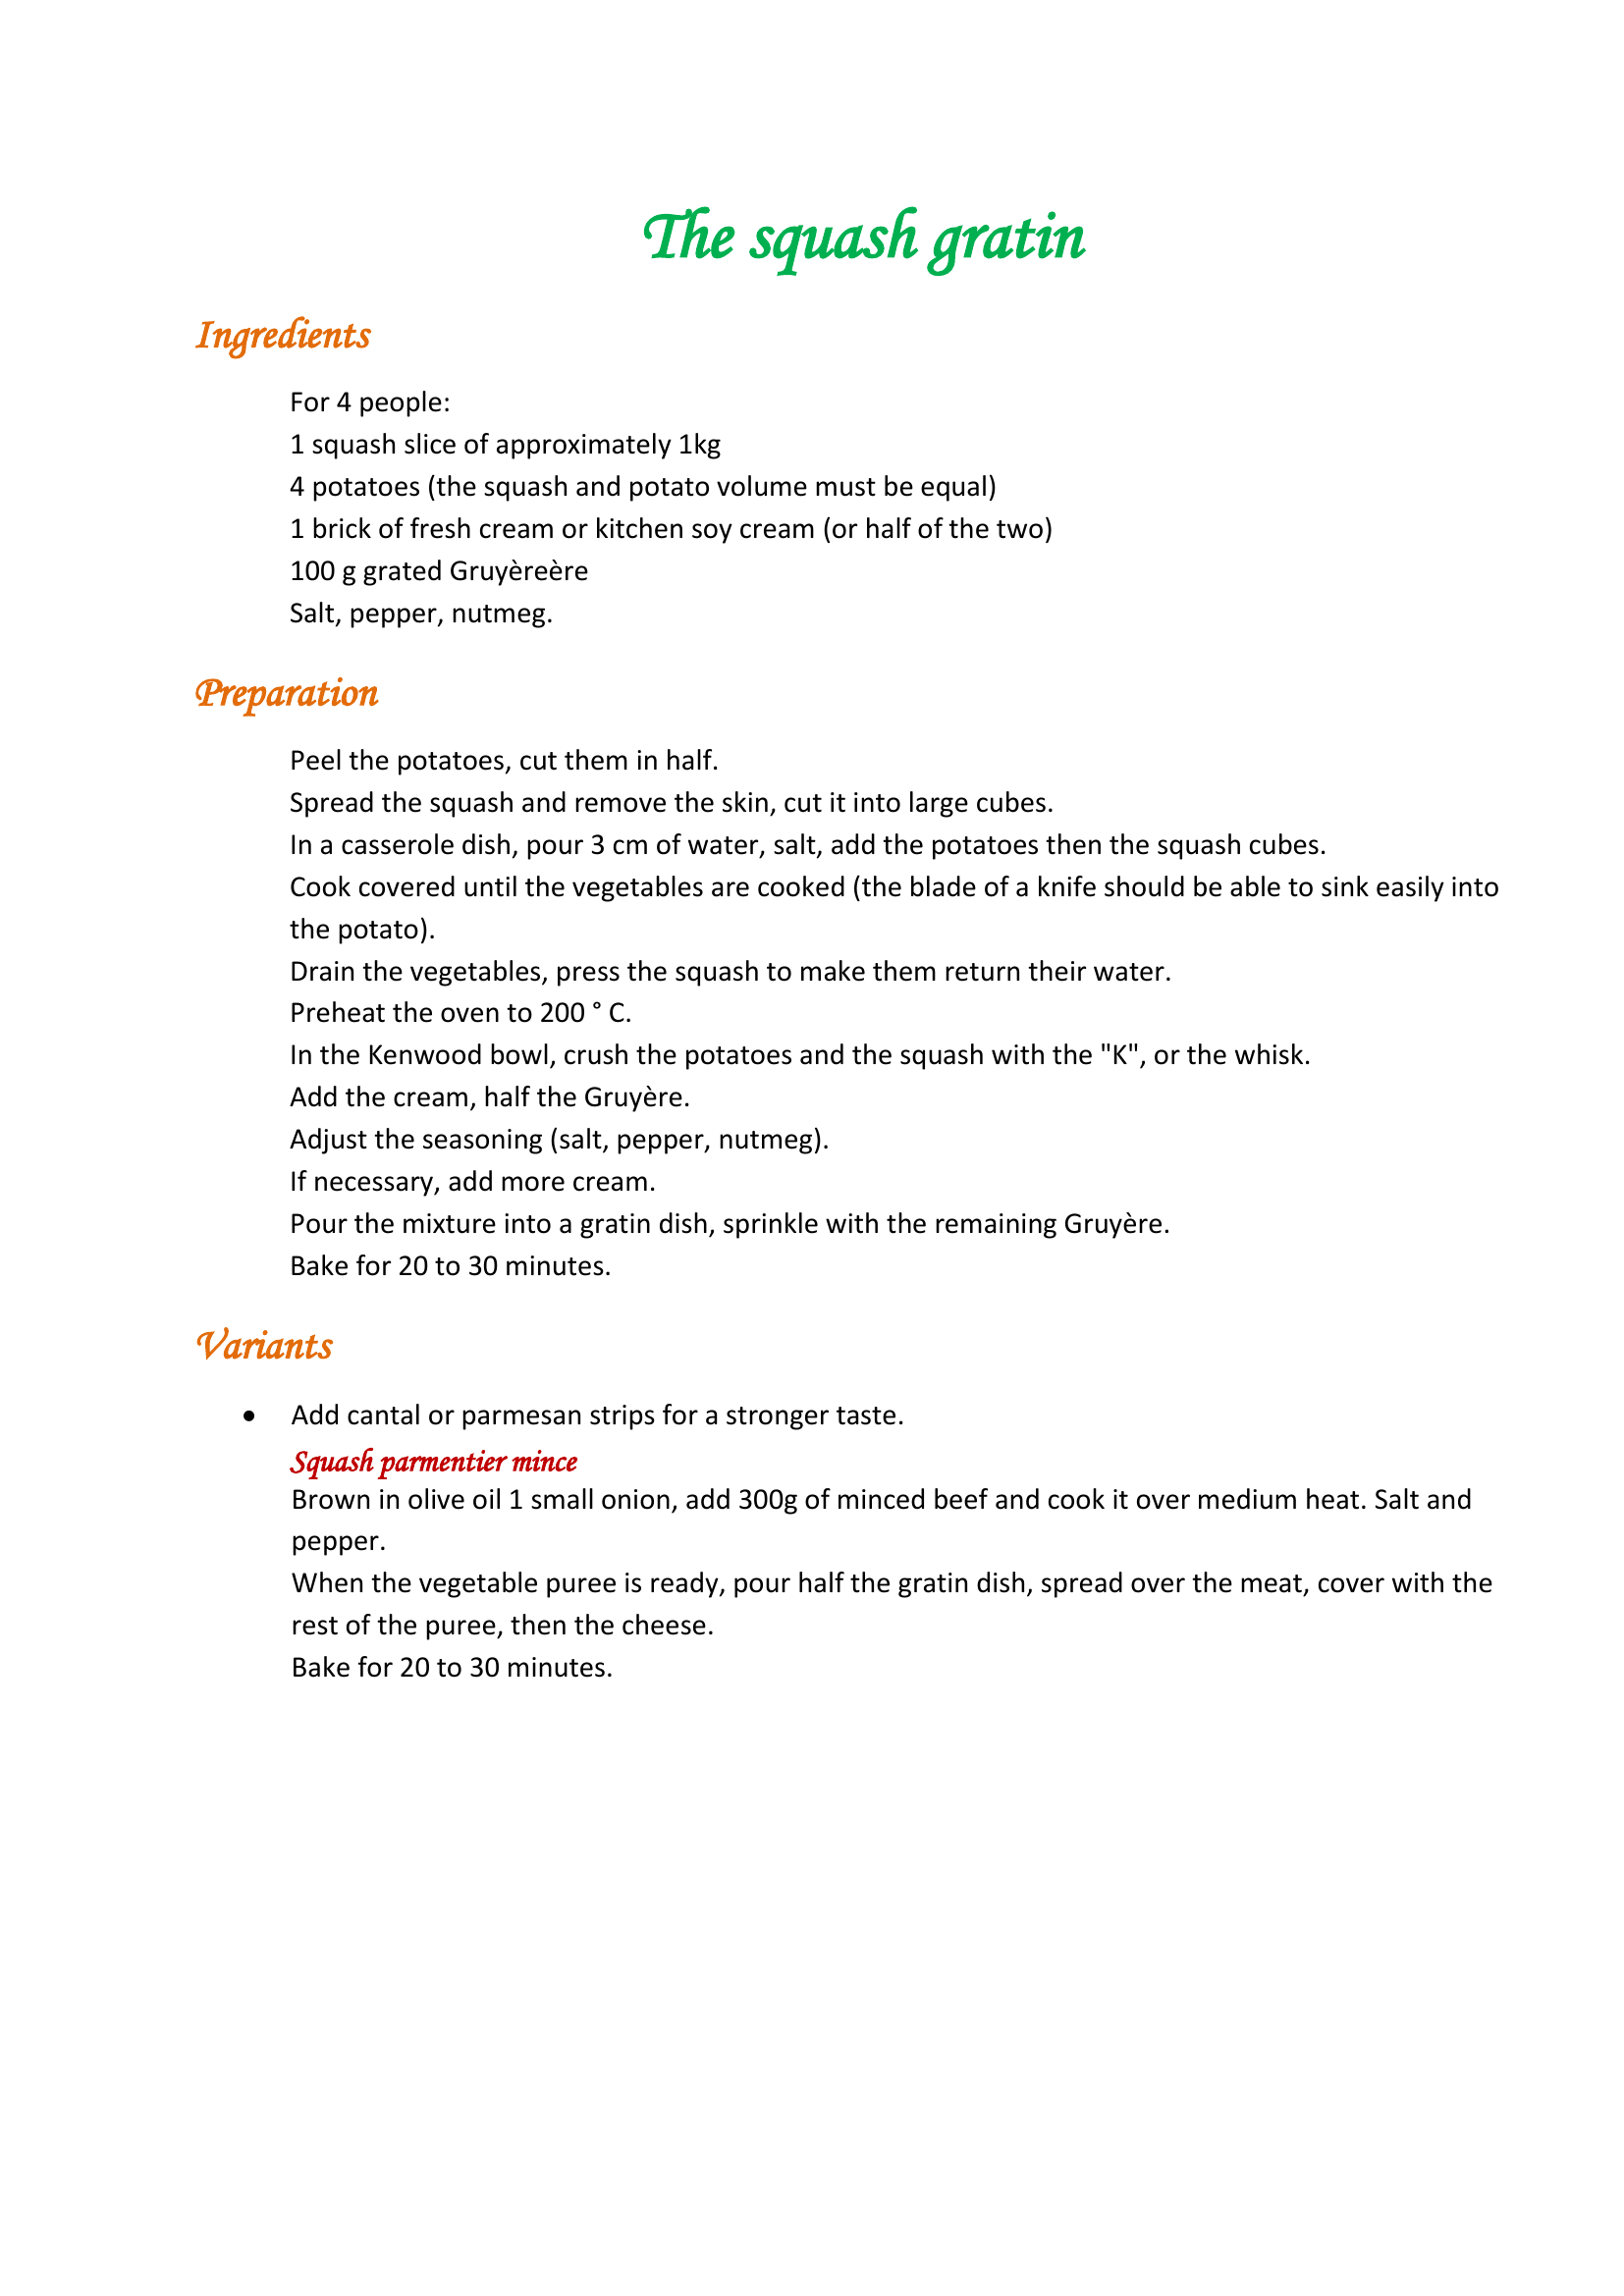 The squash gratin
Ingredients
For 4 people:
1 squash slice of approximately 1kg
4 potatoes (the squash and potato volume must be equal)
1 brick of fresh cream or kitchen soy cream (or half of the two)
100 g grated Gruyèreère
Salt, pepper, nutmeg.
Preparation
Peel the potatoes, cut them in half.
Spread the squash and remove the skin, cut it into large cubes.
In a casserole dish, pour 3 cm of water, salt, add the potatoes then the squash cubes.
Cook covered until the vegetables are cooked (the blade of a knife should be able to sink easily into
the potato).
Drain the vegetables, press the squash to make them return their water.
Preheat the oven to 200 ° C.
In the Kenwood bowl, crush the potatoes and the squash with the "K", or the whisk.
Add the cream, half the Gruyère.
Adjust the seasoning (salt, pepper, nutmeg).
If necessary, add more cream.
Pour the mixture into a gratin dish, sprinkle with the remaining Gruyère.
Bake for 20 to 30 minutes.
Variants
• Add cantal or parmesan strips for a stronger taste.
Squash parmentier mince
Brown in olive oil 1 small onion, add 300g of minced beef and cook it over medium heat. Salt and
pepper.
When the vegetable puree is ready, pour half the gratin dish, spread over the meat, cover with the
rest of the puree, then the cheese.
Bake for 20 to 30 minutes.